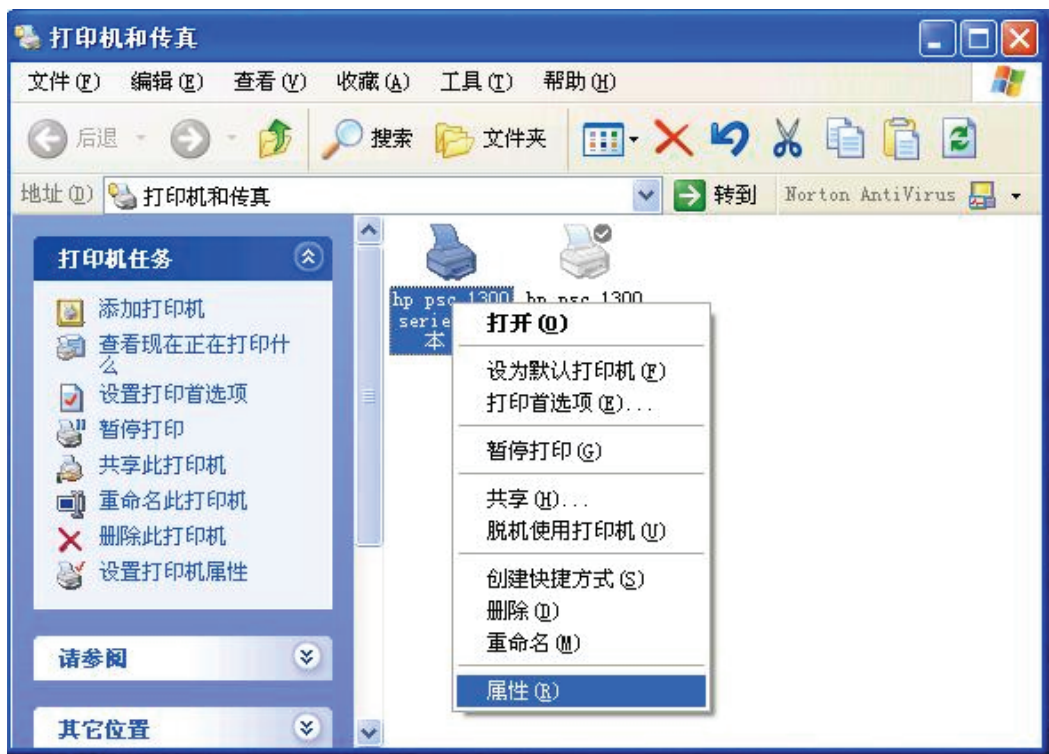 打印机和传真
文件(F) 编辑(E) 查看(V) 收藏(A) 工具(T) 帮助(H)
后退 搜索 文件夹
地址(D) 打印机和传真 转到 Norton AntiVirus
打印机任务
添加打印机
查看现在正在打印什
么
设置打印首选项
暂停打印
共享此打印机
重命名此打印机
删除此打印机
设置打印机属性
请参阅
其它位置
hp psc 1300
serie
本
hp psc 1300
打开(O)
设为默认打印机(F)
打印首选项(E)...
暂停打印(G)
共享(H)...
脱机使用打印机(U)
创建快捷方式(S)
删除(D)
重命名(M)
属性(R)